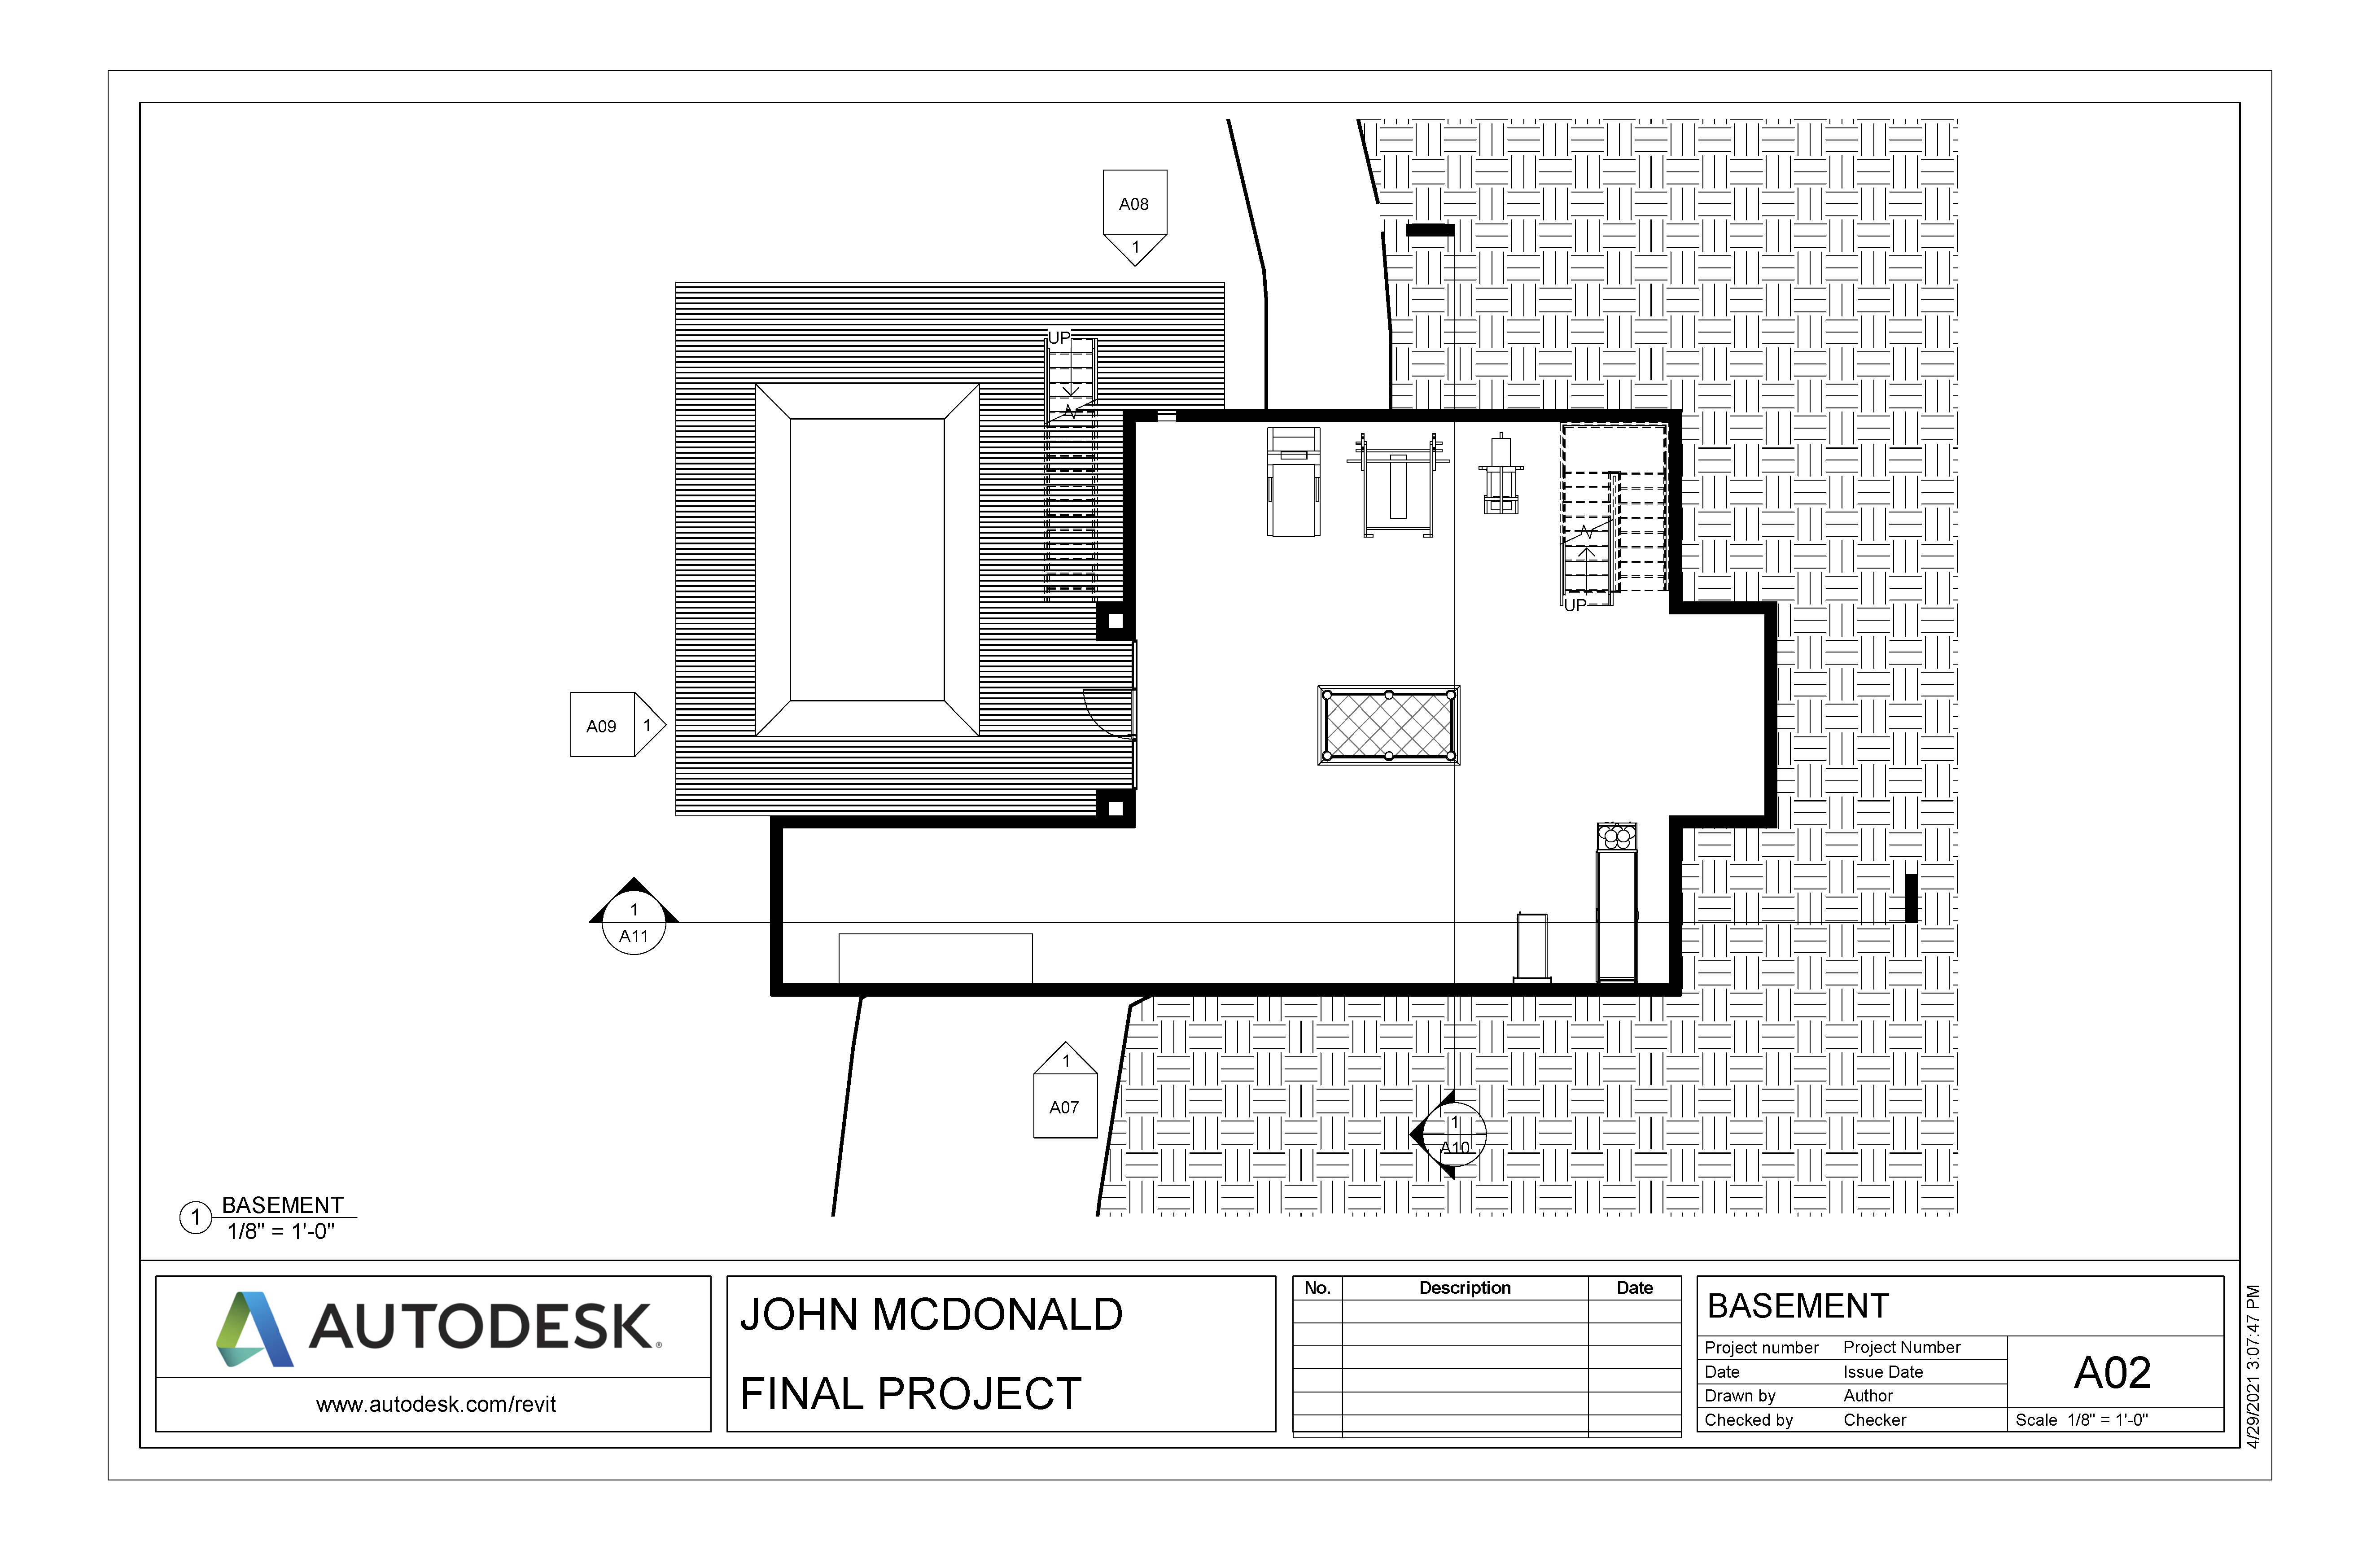 A08
1
UP
UP
A09
1
1
A11
1
A07
1
A10
1
BASEMENT
1/8" = 1'-0"
AUTODESK®
www.autodesk.com/revit
JOHN MCDONALD
FINAL PROJECT
No. Description Date
BASEMENT
Project number Project Number
Date Issue Date
Drawn by Author
Checked by Checker
A02
Scale 1/8" = 1'-0"
4/29/2021 3:07:47 PM